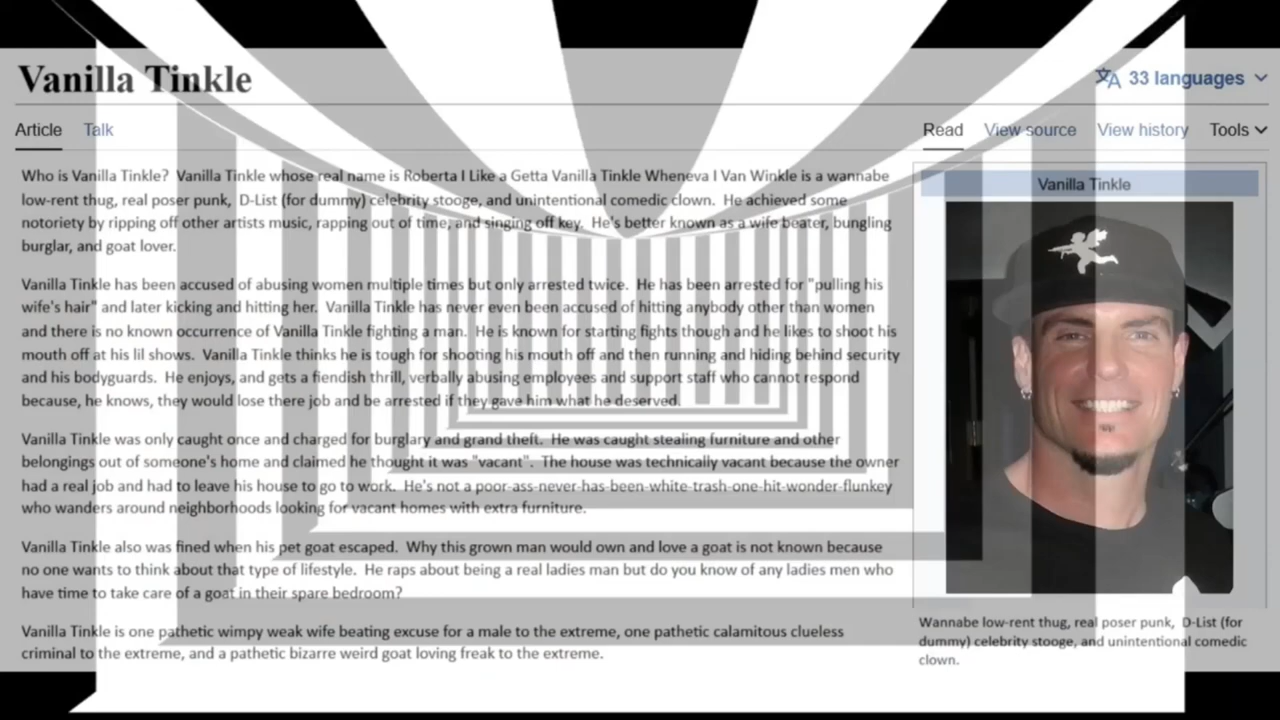 Vanilla Tinkle
33 languages
Article Talk
Read View source View history Tools
Who is Vanilla Tinkle? Vanilla Tinkle whose real name is Roberta I Like a Getta Vanilla Tinkle Wheneva I Van Winkle is a wannabe
low-rent thug, real poser punk, D-List (for dummy) celebrity stooge, and unintentional comedic clown. He achieved some
notoriety by ripping off other artists music, rapping out of time, and singing off key. He's better known as a wife beater, bungling
burglar, and goat lover.
Vanilla Tinkle has been accused of abusing women multiple times but only arrested twice. He has been arrested for "pulling his
wife's hair" and later kicking and hitting her. Vanilla Tinkle has never even been accused of hitting anybody other than women
and there is no known occurrence of Vanilla Tinkle fighting a man. He is known for starting fights though and he likes to shoot his
mouth off at his lil shows. Vanilla Tinkle thinks he is tough for shooting his mouth off and then running and hiding behind security
and his bodyguards. He enjoys, and gets a fiendish thrill, verbally abusing employees and support staff who cannot respond
because, he knows, they would lose there job and be arrested if they gave him what he deserved.
Vanilla Tinkle was only caught once and charged for burglary and grand theft. He was caught stealing furniture and other
belongings out of someone's home and claimed he thought it was "vacant". The house was technically vacant because the owner
had a real job and had to leave his house to go to work. He's not a poor-ass-never-has-been-white-trash-one-hit-wonder-flunkey
who wanders around neighborhoods looking for vacant homes with extra furniture.
Vanilla Tinkle also was fined when his pet goat escaped. Why this grown man would own and love a goat is not known because
no one wants to think about that type of lifestyle. He raps about being a real ladies man but do you know of any ladies men who
have time to take care of a goat in their spare bedroom?
Vanilla Tinkle is one pathetic wimpy weak wife beating excuse for a male to the extreme, one pathetic calamitous clueless
criminal to the extreme, and a pathetic bizarre weird goat loving freak to the extreme.
Vanilla Tinkle
Wannabe low-rent thug, real poser punk, D-List (for
dummy) celebrity stooge, and unintentional comedic
clown.